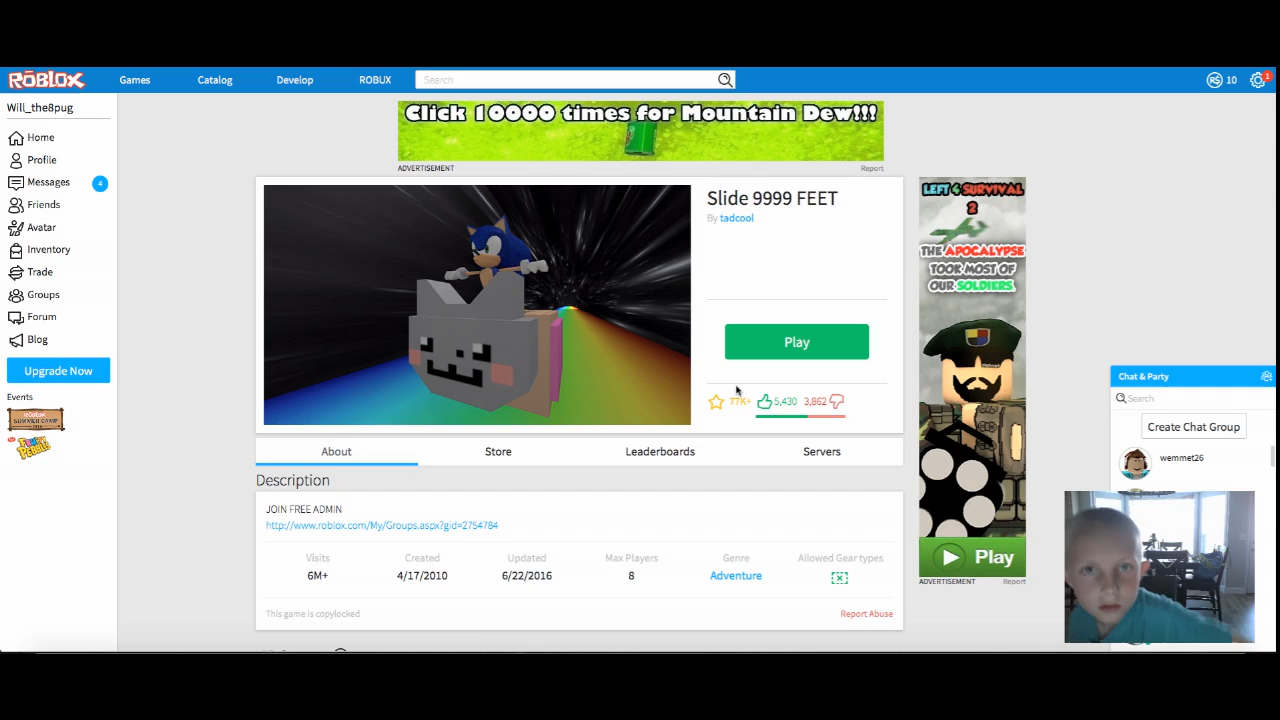 ROBLOX
Games
Catalog
Develop
ROBUX
Search
R$ 10
1
Will_the8pug
Home
Profile
Messages
4
Friends
Avatar
Inventory
Trade
Groups
Forum
Blog
Upgrade Now
Events
ROBLOX
SUMMER CAMP
Click 10000 times for Mountain Dew!!!
ADVERTISEMENT
Report
Slide 9999 FEET
By tadcool
Play
77K+
5,430
3,862
About
Store
Leaderboards
Servers
Description
JOIN FREE ADMIN
http://www.roblox.com/My/Groups.aspx?gid=2754784
Visits
Created
Updated
Max Players
Genre
Allowed Gear types
6M+
4/17/2010
6/22/2016
8
Adventure
This game is copylocked
Report Abuse
LEFT 4 SURVIVAL
2
THE APOCALYPSE
TOOK MOST OF
OUR SOLDIERS
Play
ADVERTISEMENT
Report
Chat & Party
Search
Create Chat Group
wemmet26